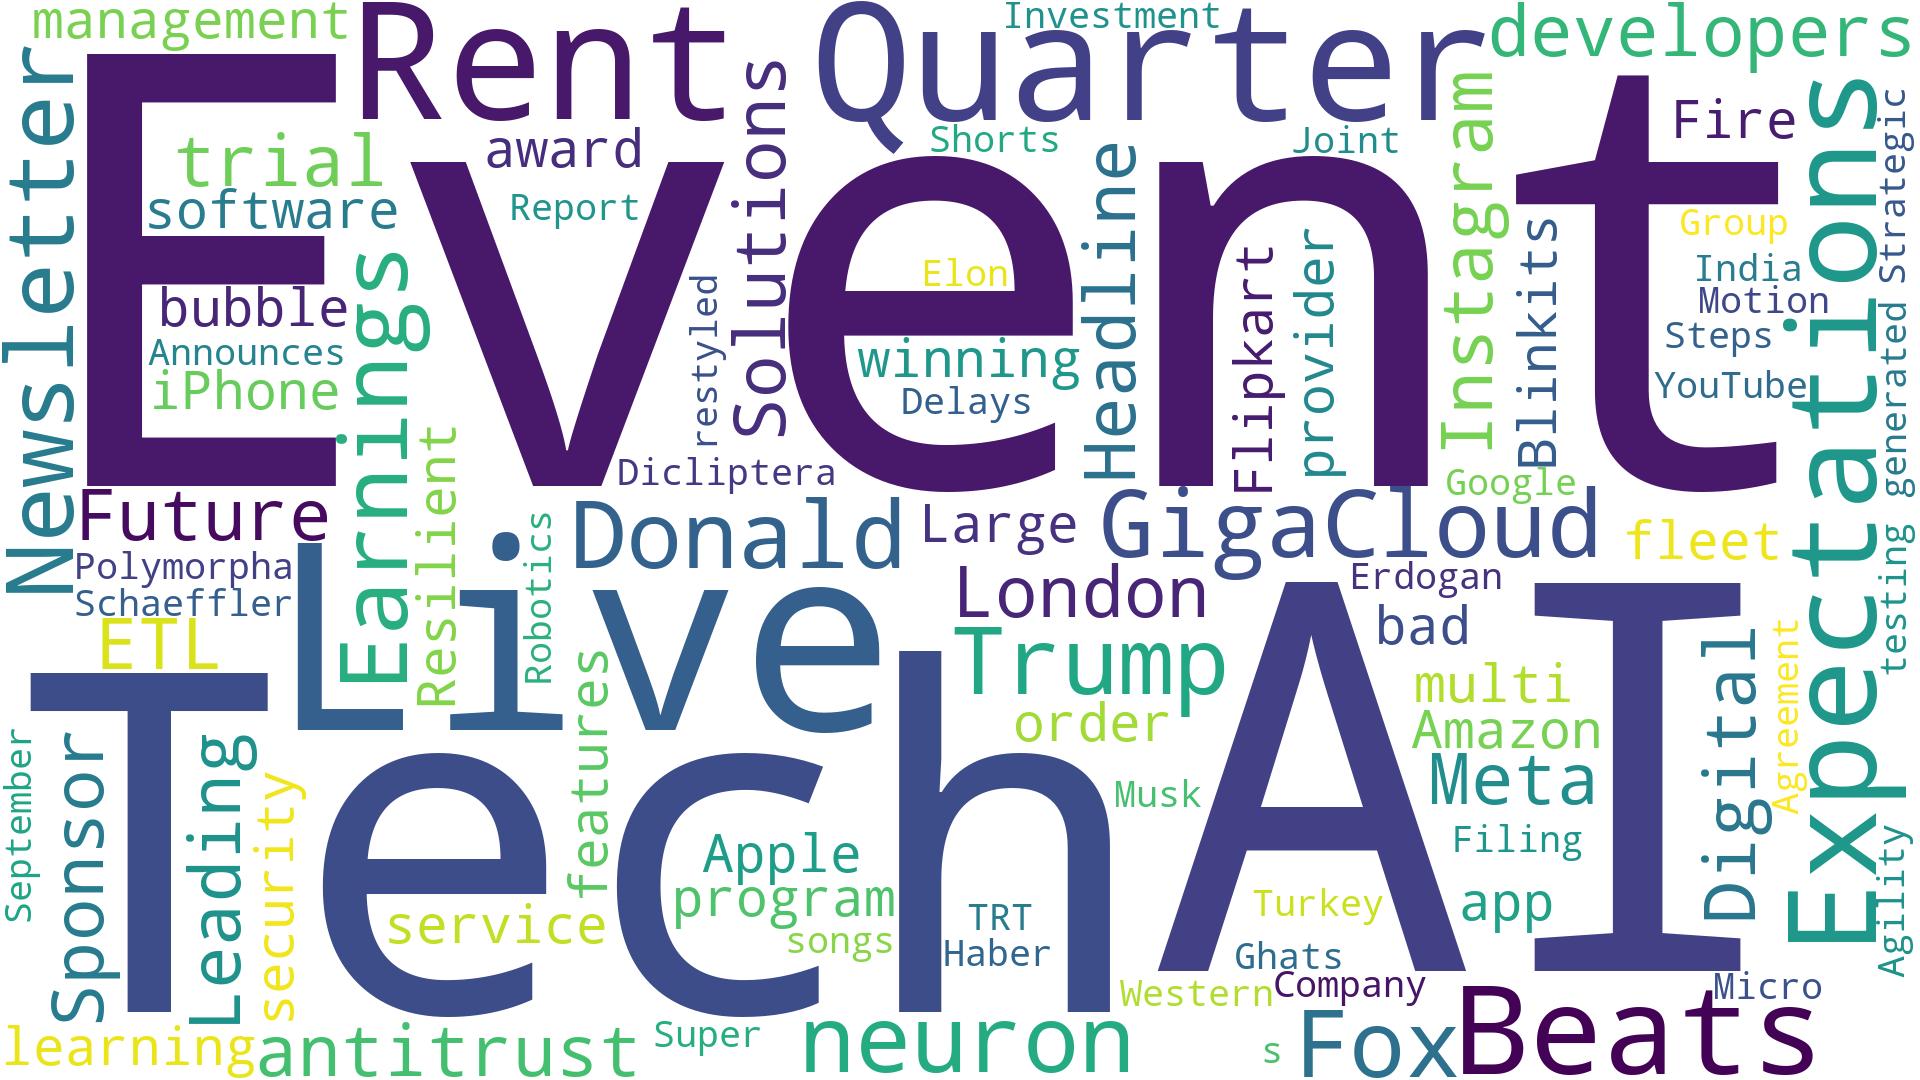 management
Rent
Quarter
Investment
developers
Newsletter
Event
trial
award
Solutions
Shorts
Headline
Joint
Instagram
Fire
Expectations
Strategic
software
Report
Elon
Flipkart
provider
Blinkits
Group
India
Motion
Steps
YouTube
generated
bubble
Announces
iPhone
Earnings
restyled
winning
Delays
Dicliptera
Google
Future
Resilient
Robotics
Donald
Large
GigaCloud
fleet
testing
Polymorpha
Schaeffler
Live
London
Erdogan
bad
ETL
Trump
AI
Digital
Agreement
Tech
features
order
multi
Amazon
Meta
September
Sponsor
Leading
security
Musk
Filing
Agility
Apple
program
service
songs
TRT
Haber
Turkey
app
Ghats
Western
Company
Micro
learning
antitrust
Super
neuron
s
Fox
Beats